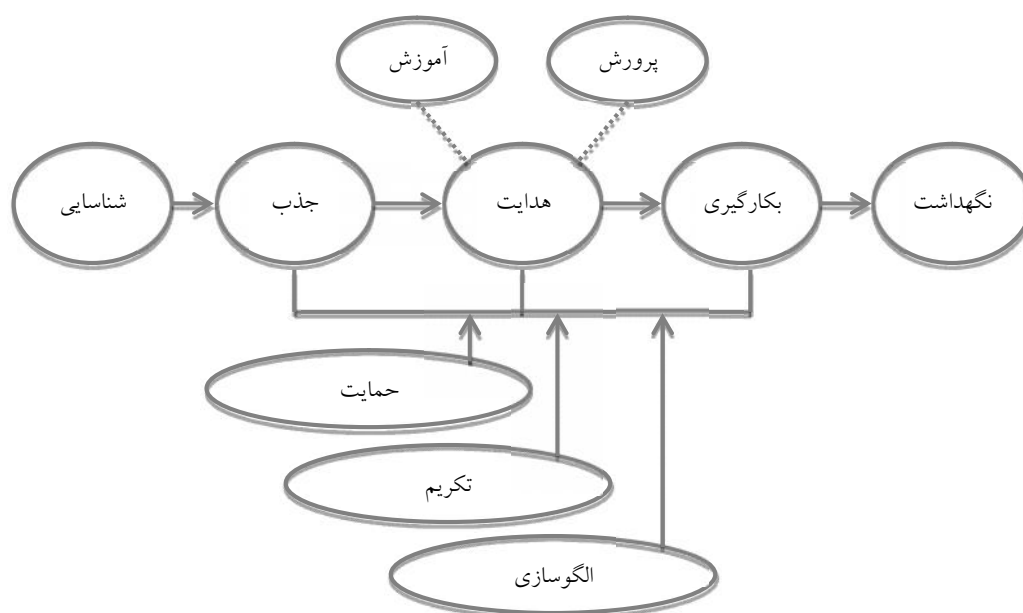 آموزش
پرورش
شناسایی
جذب
هدایت
بکارگیری
نگهداشت
حمایت
تکریم
الگوسازی